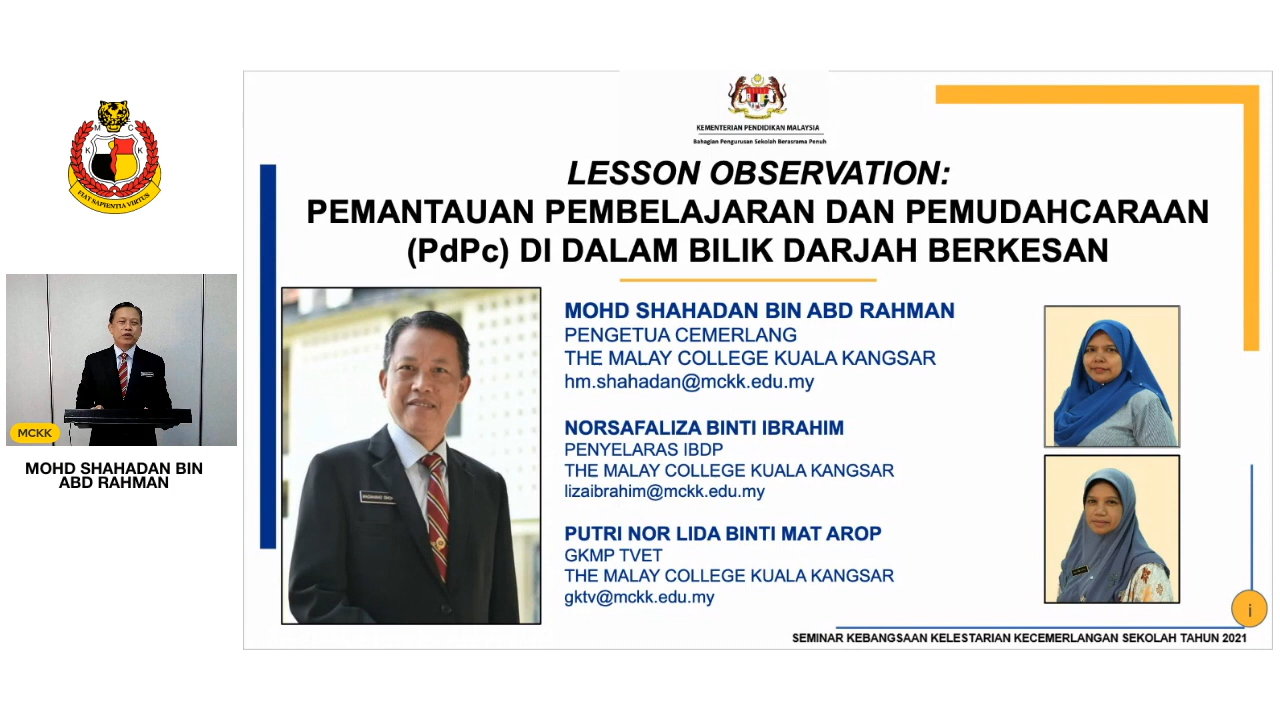 M C
K K
FIAT SAPIENTIA VIRTUS
MCKK
MOHD SHAHADAN BIN
ABD RAHMAN
KEMENTERIAN PENDIDIKAN MALAYSIA
Bahagian Pengurusan Sekolah Berasrama Penuh
LESSON OBSERVATION:
PEMANTAUAN PEMBELAJARAN DAN PEMUDAHCARAAN
(PdPc) DI DALAM BILIK DARJAH BERKESAN
MOHD SHAHADAN BIN ABD RAHMAN
PENGETUA CEMERLANG
THE MALAY COLLEGE KUALA KANGSAR
hm.shahadan@mckk.edu.my
NORSAFALIZA BINTI IBRAHIM
PENYELARAS IBDP
THE MALAY COLLEGE KUALA KANGSAR
lizaibrahim@mckk.edu.my
PUTRI NOR LIDA BINTI MAT AROP
GKMP TVET
THE MALAY COLLEGE KUALA KANGSAR
gktv@mckk.edu.my
i
SEMINAR KEBANGSAAN KELESTARIAN KECEMERLANGAN SEKOLAH TAHUN 2021